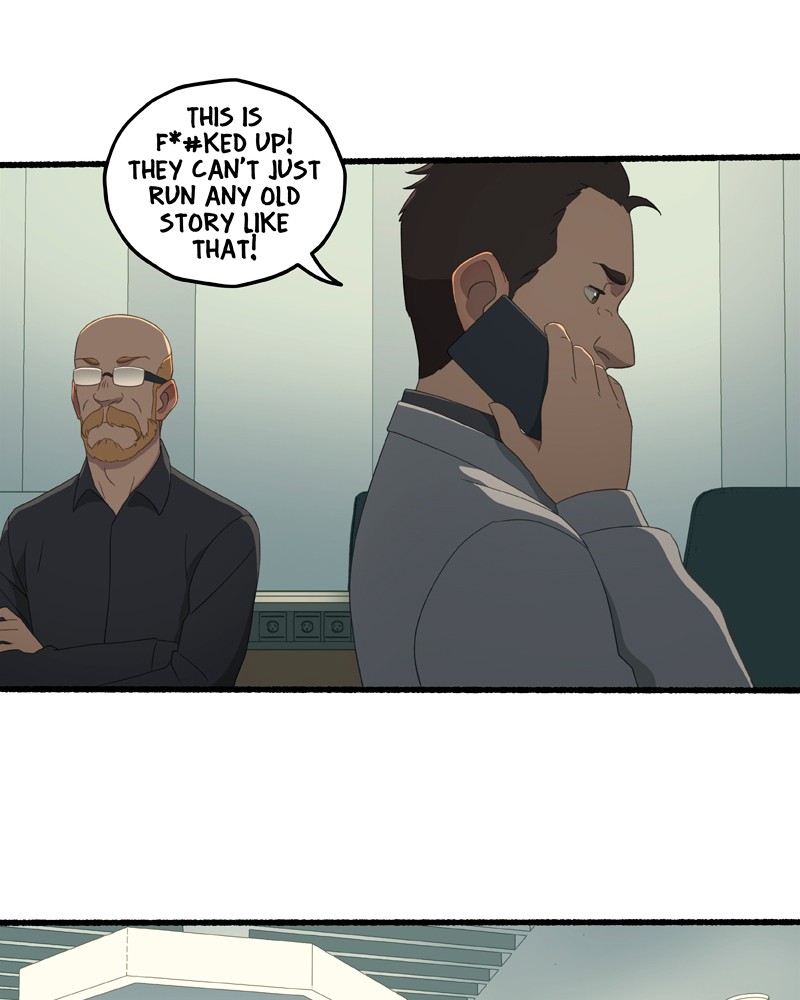 THIS IS
F*#KED UP!
THEY CAN'T JUST
RUN ANY OLD
STORY LIKE
THAT!